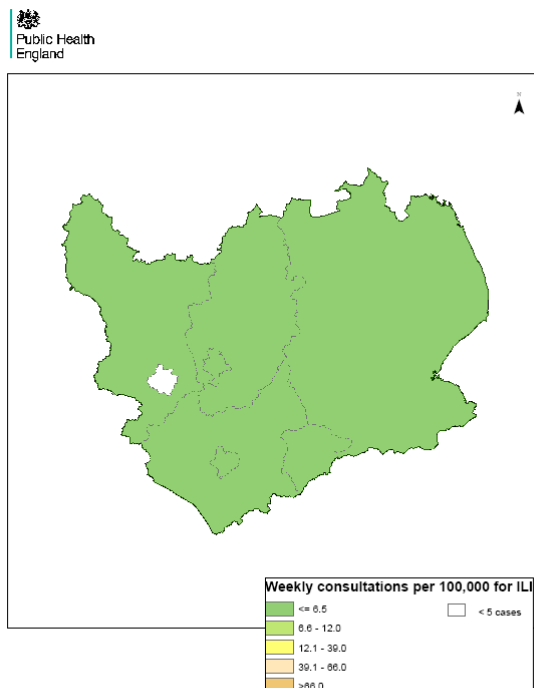 Public Health
England
Weekly consultations per 100,000 for ILI
<= 6.5
< 5 cases
6.6 - 12.0
12.1 - 39.0
39.1 - 66.0
>66.0